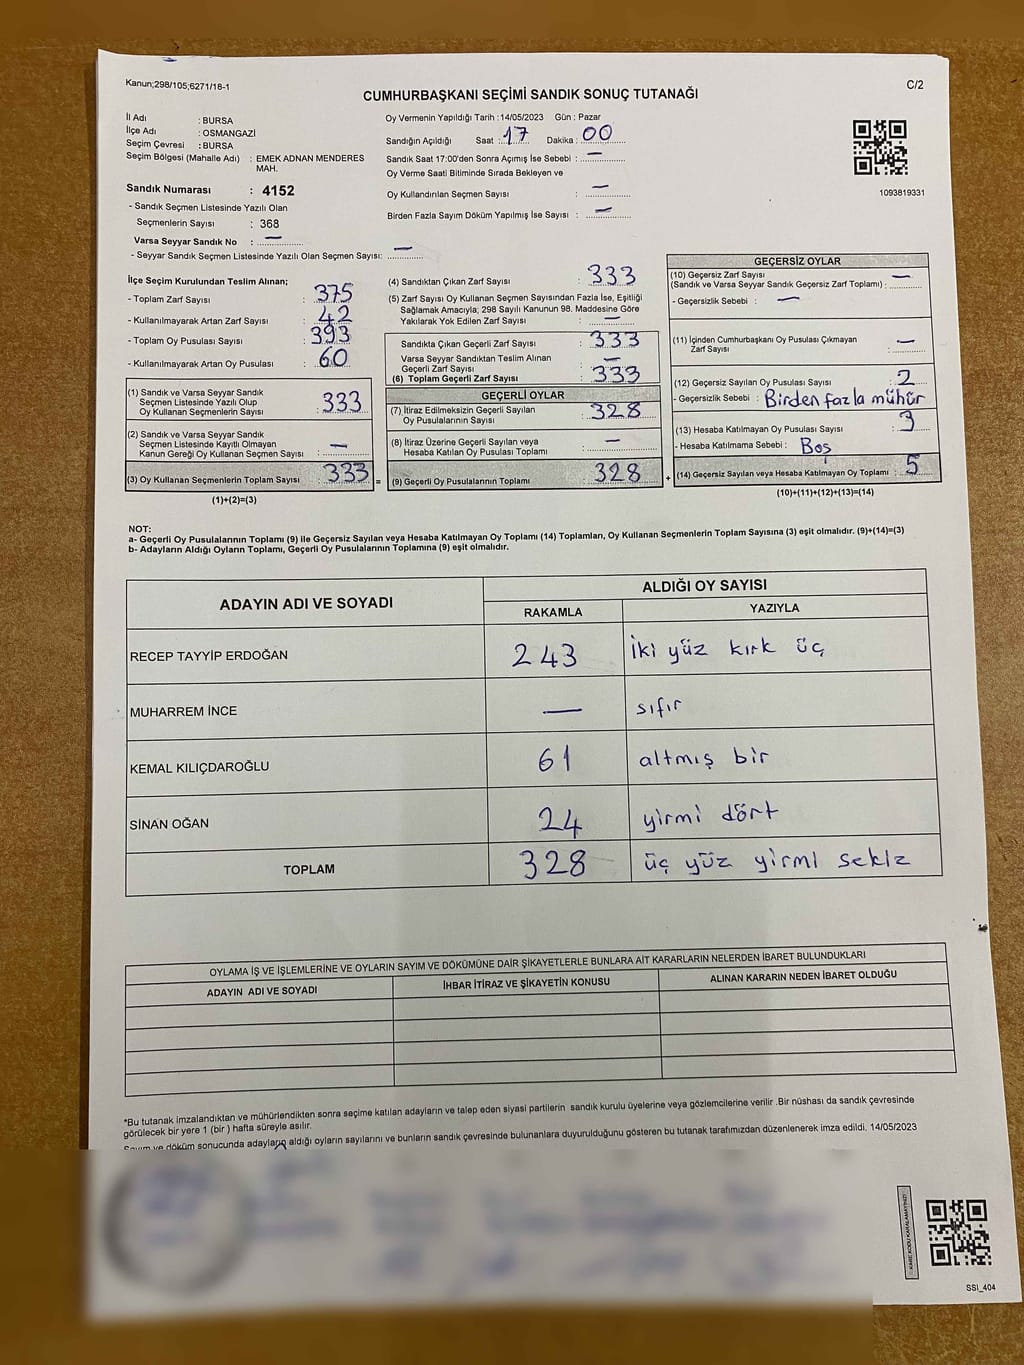 Kanun;298/105;6271/18-1
C/2
CUMHURBAŞKANI SEÇİMİ SANDIK SONUÇ TUTANAĞI
İl Adı : BURSA
İlçe Adı : OSMANGAZİ
Seçim Çevresi : BURSA
Seçim Bölgesi (Mahalle Adı) : EMEK ADNAN MENDERES
MAH.
Sandık Numarası : 4152
- Sandık Seçmen Listesinde Yazılı Olan
Seçmenlerin Sayısı : 368
Varsa Seyyar Sandık No : —
- Seyyar Sandık Seçmen Listesinde Yazılı Olan Seçmen Sayısı: —
Oy Vermenin Yapıldığı Tarih : 14/05/2023 Gün : Pazar
Sandığın Açıldığı Saat : 17 Dakika : 00
Sandık Saat 17:00'den Sonra Açımış İse Sebebi : —
Oy Verme Saati Bitiminde Sırada Bekleyen ve
Oy Kullandırılan Seçmen Sayısı : —
Birden Fazla Sayım Döküm Yapılmış İse Sayısı : —
1093819331
İlçe Seçim Kurulundan Teslim Alınan;
- Toplam Zarf Sayısı : 375
- Kullanılmayarak Artan Zarf Sayısı : 42
- Toplam Oy Pusulası Sayısı : 393
- Kullanılmayarak Artan Oy Pusulası : 60
(1) Sandık ve Varsa Seyyar Sandık
Seçmen Listesinde Yazılı Olup
Oy Kullanan Seçmenlerin Sayısı : 333
(2) Sandık ve Varsa Seyyar Sandık
Seçmen Listesinde Kayıtlı Olmayan
Kanun Gereği Oy Kullanan Seçmen Sayısı : —
(3) Oy Kullanan Seçmenlerin Toplam Sayısı : 333 =
(1)+(2)=(3)
(4) Sandıktan Çıkan Zarf Sayısı : 333
(5) Zarf Sayısı Oy Kullanan Seçmen Sayısından Fazla İse, Eşitliği
Sağlamak Amacıyla; 298 Sayılı Kanunun 98. Maddesine Göre
Yakılarak Yok Edilen Zarf Sayısı : —
Sandıkta Çıkan Geçerli Zarf Sayısı : 333
Varsa Seyyar Sandıktan Teslim Alınan
Geçerli Zarf Sayısı : —
(6) Toplam Geçerli Zarf Sayısı : 333
GEÇERLİ OYLAR
(7) İtiraz Edilmeksizin Geçerli Sayılan
Oy Pusulalarının Sayısı : 328
(8) İtiraz Üzerine Geçerli Sayılan veya
Hesaba Katılan Oy Pusulası Toplamı : —
(9) Geçerli Oy Pusulalarının Toplamı : 328 +
GEÇERSİZ OYLAR
(10) Geçersiz Zarf Sayısı
(Sandık ve Varsa Seyyar Sandık Geçersiz Zarf Toplamı) : —
- Geçersizlik Sebebi : —
(11) İçinden Cumhurbaşkanı Oy Pusulası Çıkmayan
Zarf Sayısı : —
(12) Geçersiz Sayılan Oy Pusulası Sayısı : 2
- Geçersizlik Sebebi : Birden fazla mühür
(13) Hesaba Katılmayan Oy Pusulası Sayısı : 3
- Hesaba Katılmama Sebebi : Boş
(14) Geçersiz Sayılan veya Hesaba Katılmayan Oy Toplamı : 5
(10)+(11)+(12)+(13)=(14)
NOT:
a- Geçerli Oy Pusulalarının Toplamı (9) ile Geçersiz Sayılan veya Hesaba Katılmayan Oy Toplamı (14) Toplamları, Oy Kullanan Seçmenlerin Toplam Sayısına (3) eşit olmalıdır. (9)+(14)=(3)
b- Adayların Aldığı Oyların Toplamı, Geçerli Oy Pusulalarının Toplamına (9) eşit olmalıdır.
ADAYIN ADI VE SOYADI
ALDIĞI OY SAYISI
RAKAMLA YAZIYLA
RECEP TAYYİP ERDOĞAN 243 iki yüz kırk üç
MUHARREM İNCE — sıfır
KEMAL KILIÇDAROĞLU 61 altmış bir
SİNAN OĞAN 24 yirmi dört
TOPLAM 328 üç yüz yirmi sekiz
OYLAMA İŞ VE İŞLEMLERİNE VE OYLARIN SAYIM VE DÖKÜMÜNE DAİR ŞİKAYETLERLE BUNLARA AİT KARARLARIN NELERDEN İBARET BULUNDUKLARI
ADAYIN ADI VE SOYADI İHBAR İTİRAZ VE ŞİKAYETİN KONUSU ALINAN KARARIN NEDEN İBARET OLDUĞU
*Bu tutanak imzalandıktan ve mühürlendikten sonra seçime katılan adayların ve talep eden siyasi partilerin sandık kurulu üyelerine veya gözlemcilerine verilir .Bir nüshası da sandık çevresinde
görülecek bir yere 1 (bir ) hafta süreyle asılır.
Sayım ve döküm sonucunda adayların aldığı oyların sayılarını ve bunların sandık çevresinde bulunanlara duyurulduğunu gösteren bu tutanak tarafımızdan düzenlenerek imza edildi. 14/05/2023
SSI_404